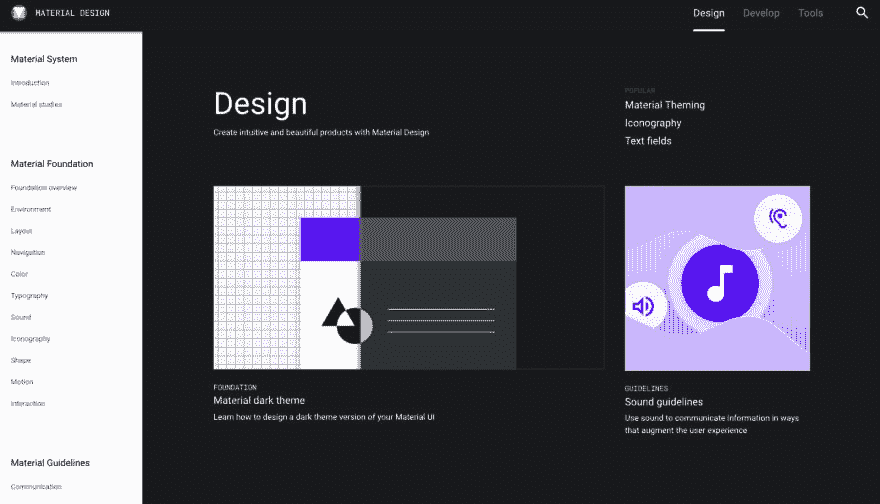 MATERIAL DESIGN
Design
Develop
Tools
Material System
Introduction
Material studies
Material Foundation
Foundation overview
Environment
Layout
Navigation
Color
Typography
Sound
Iconography
Shape
Motion
Interaction
Material Guidelines
Communication
Design
Create intuitive and beautiful products with Material Design
POPULAR
Material Theming
Iconography
Text fields
FOUNDATION
Material dark theme
Learn how to design a dark theme version of your Material UI
GUIDELINES
Sound guidelines
Use sound to communicate information in ways
that augment the user experience